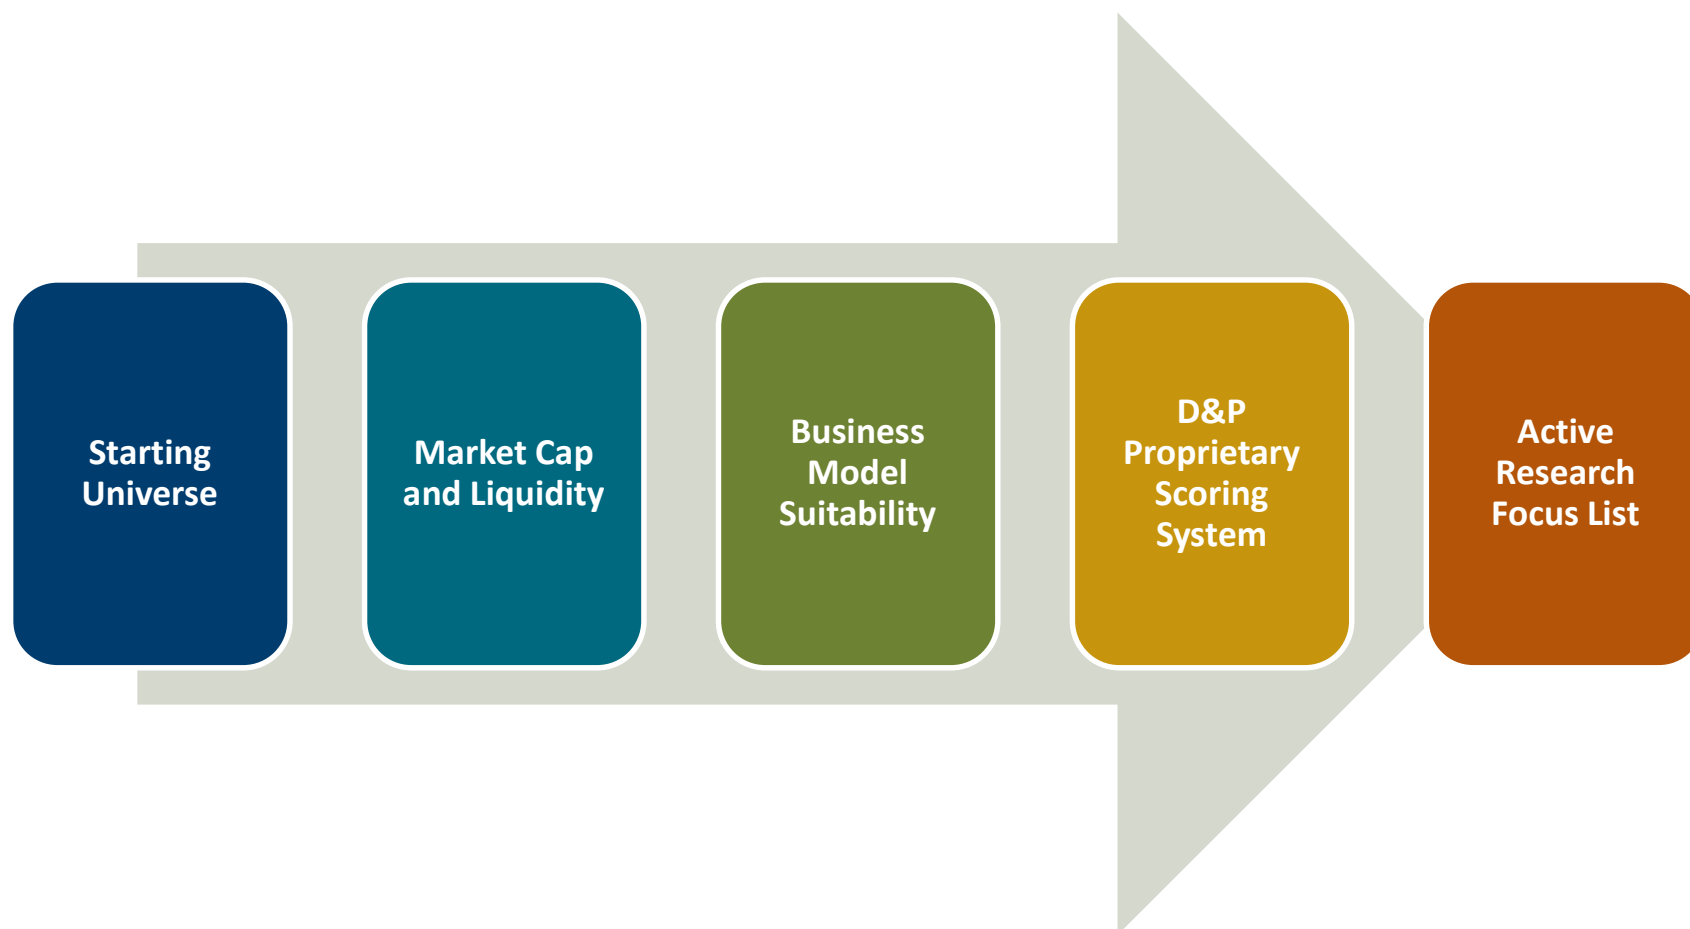 Starting
Universe
Market Cap
and Liquidity
Business
Model
Suitability
D&P
Proprietary
Scoring
System
Active
Research
Focus List